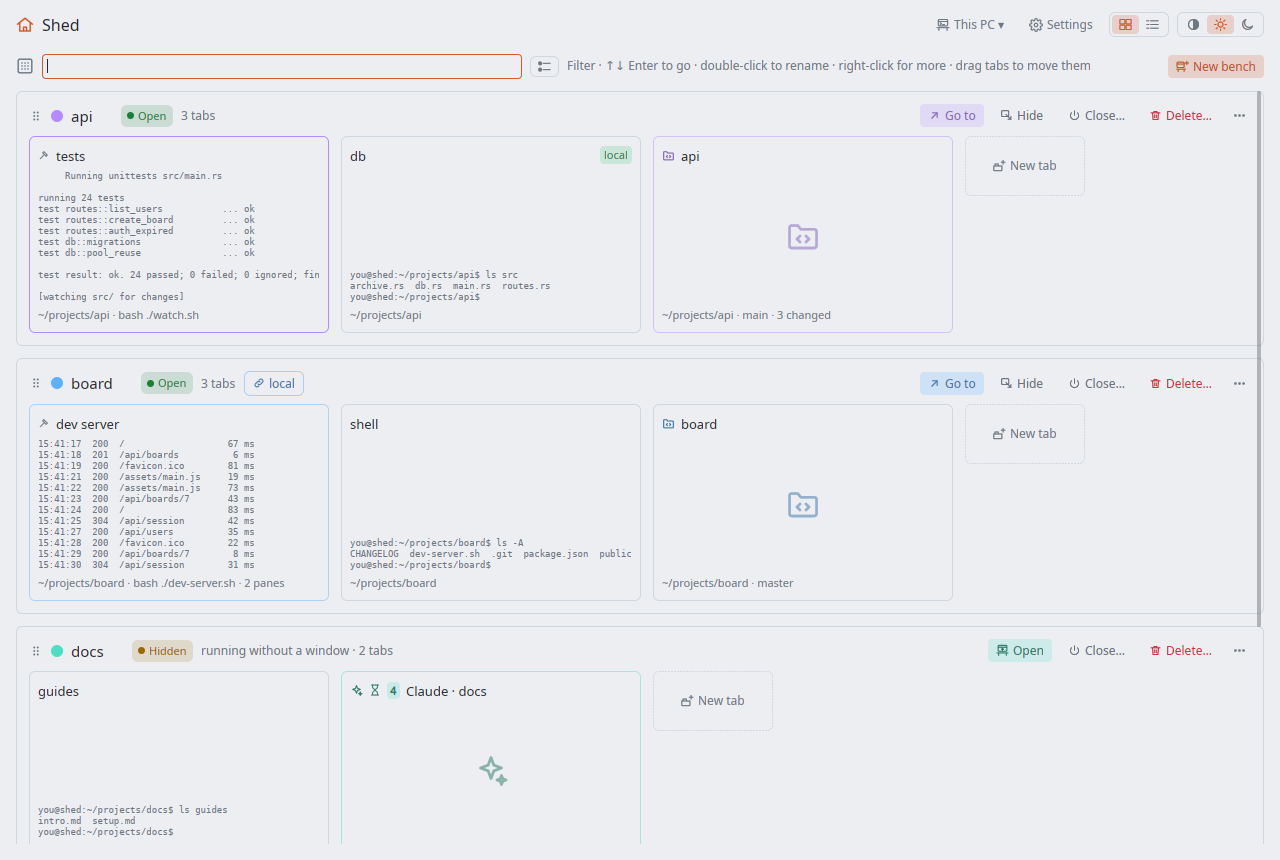 Shed
This PC ▾
Settings
Filter · ↑↓ Enter to go · double-click to rename · right-click for more · drag tabs to move them
New bench
api
Open
3 tabs
Go to
Hide
Close...
Delete...
tests
Running unittests src/main.rs
running 24 tests
test routes::list_users ... ok
test routes::create_board ... ok
test routes::auth_expired ... ok
test db::migrations ... ok
test db::pool_reuse ... ok
test result: ok. 24 passed; 0 failed; 0 ignored; fin
[watching src/ for changes]
~/projects/api · bash ./watch.sh
db
local
you@shed:~/projects/api$ ls src
archive.rs db.rs main.rs routes.rs
you@shed:~/projects/api$
~/projects/api
api
~/projects/api · main · 3 changed
New tab
board
Open
3 tabs
local
Go to
Hide
Close...
Delete...
dev server
15:41:17 200 / 67 ms
15:41:18 201 /api/boards 6 ms
15:41:19 200 /favicon.ico 81 ms
15:41:21 200 /assets/main.js 19 ms
15:41:22 200 /assets/main.js 73 ms
15:41:23 200 /api/boards/7 43 ms
15:41:24 200 / 83 ms
15:41:25 304 /api/session 42 ms
15:41:27 200 /api/users 35 ms
15:41:28 200 /favicon.ico 22 ms
15:41:29 200 /api/boards/7 8 ms
15:41:30 304 /api/session 31 ms
~/projects/board · bash ./dev-server.sh · 2 panes
shell
you@shed:~/projects/board$ ls -A
CHANGELOG dev-server.sh .git package.json public
you@shed:~/projects/board$
~/projects/board
board
~/projects/board · master
New tab
docs
Hidden
running without a window · 2 tabs
Open
Close...
Delete...
guides
you@shed:~/projects/docs$ ls guides
intro.md setup.md
you@shed:~/projects/docs$
4
Claude · docs
New tab